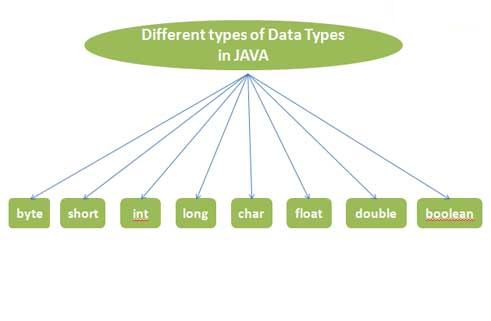 Different types of Data Types
in JAVA
byte short int long char float double boolean